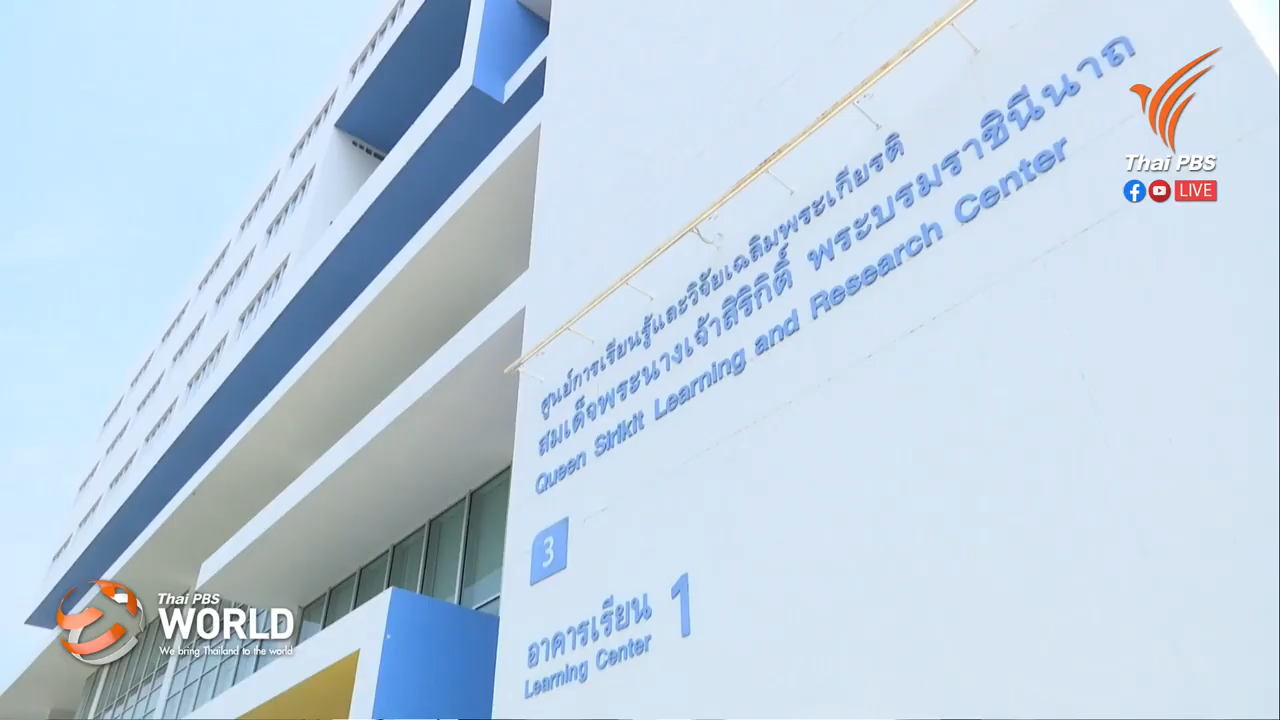 ศูนย์การเรียนรู้และวิจัยเฉลิมพระเกียรติ
สมเด็จพระนางเจ้าสิริกิติ์ พระบรมราชินีนาถ
Queen Sirikit Learning and Research Center
3
อาคารเรียน 1
Learning Center
Thai PBS
LIVE
Thai PBS
WORLD
We bring Thailand to the world